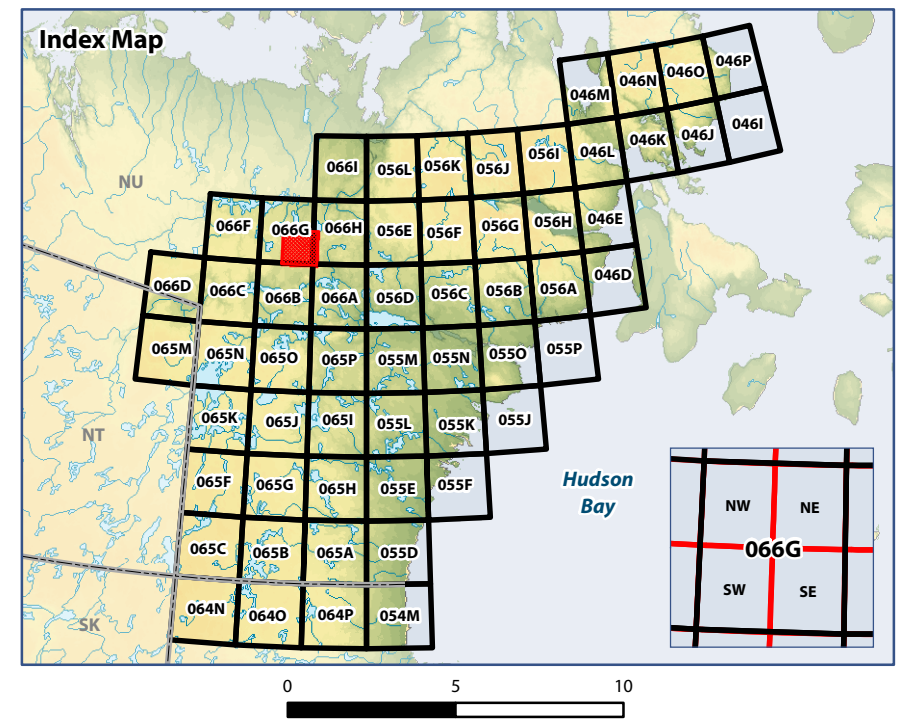 Index Map
046M 046N 046O 046P
066I 056L 056K 056J 056I 046L 046K 046J 046I
NU
066F 066G 066H 056E 056F 056G 056H 046E
066D 066C 066B 066A 056D 056C 056B 056A 046D
065M 065N 065O 065P 055M 055N 055O 055P
NT
065K 065J 065I 055L 055K 055J
065F 065G 065H 055E 055F
Hudson
Bay
065C 065B 065A 055D
SK
064N 064O 064P 054M
NW NE
066G
SW SE
0 5 10